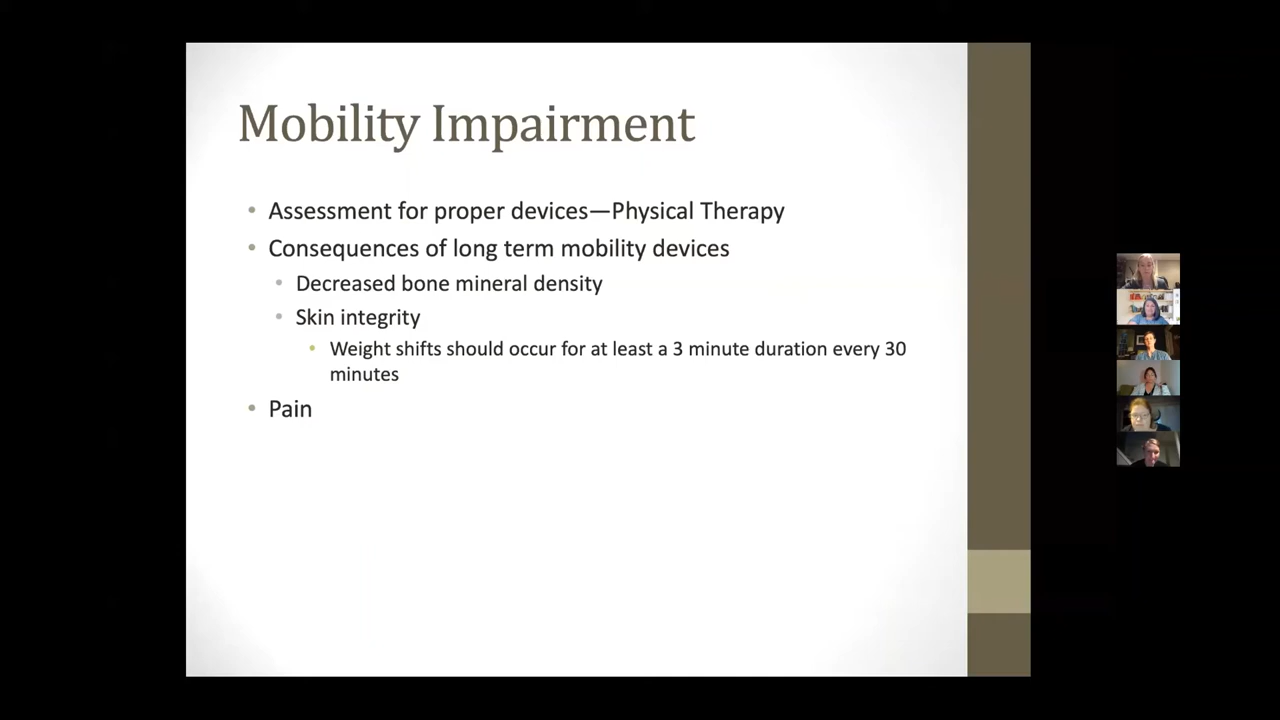 Mobility Impairment
• Assessment for proper devices—Physical Therapy
• Consequences of long term mobility devices
• Decreased bone mineral density
• Skin integrity
• Weight shifts should occur for at least a 3 minute duration every 30
minutes
• Pain